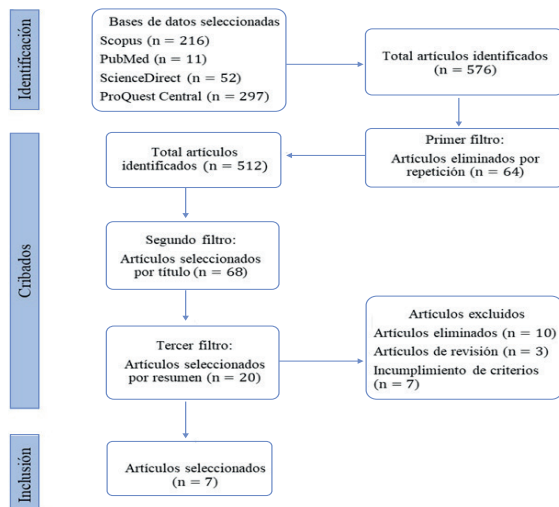 Identificación
Bases de datos seleccionadas
Scopus (n = 216)
PubMed (n = 11)
ScienceDirect (n = 52)
ProQuest Central (n = 297)
Total artículos identificados
(n = 576)
Cribados
Primer filtro:
Artículos eliminados por
repetición (n = 64)
Total artículos
identificados (n = 512)
Segundo filtro:
Artículos seleccionados
por título (n = 68)
Tercer filtro:
Artículos seleccionados
por resumen (n = 20)
Artículos excluidos
Artículos eliminados (n = 10)
Artículos de revisión (n = 3)
Incumplimiento de criterios
(n = 7)
Inclusión
Artículos seleccionados
(n = 7)